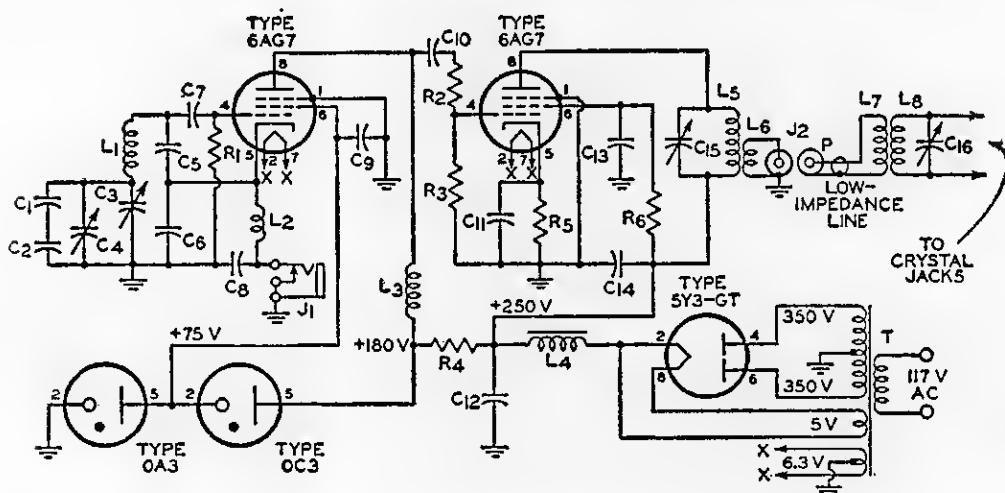 TYPE
6AG7
8
C10
TYPE
6AG7
8
C7
4
1
6
R2
4
1
6
L5
L7
L8
L1
C5
R1
5
2
7
X
X
C9
2
7
5
X
X
C13
C15
L6
J2
P
C16
C1
C3
R3
LOW-
IMPEDANCE
LINE
C2
C4
C6
L2
C11
R5
R6
C8
J1
L3
C14
TO
CRYSTAL
JACKS
TYPE
5Y3-GT
+75 V
+250 V
350 V
+180V
R4
L4
2
8
4
6
T
117 V
AC
350 V
2
5
2
5
C12
5 V
TYPE
0A3
TYPE
0C3
X
X
6.3 V